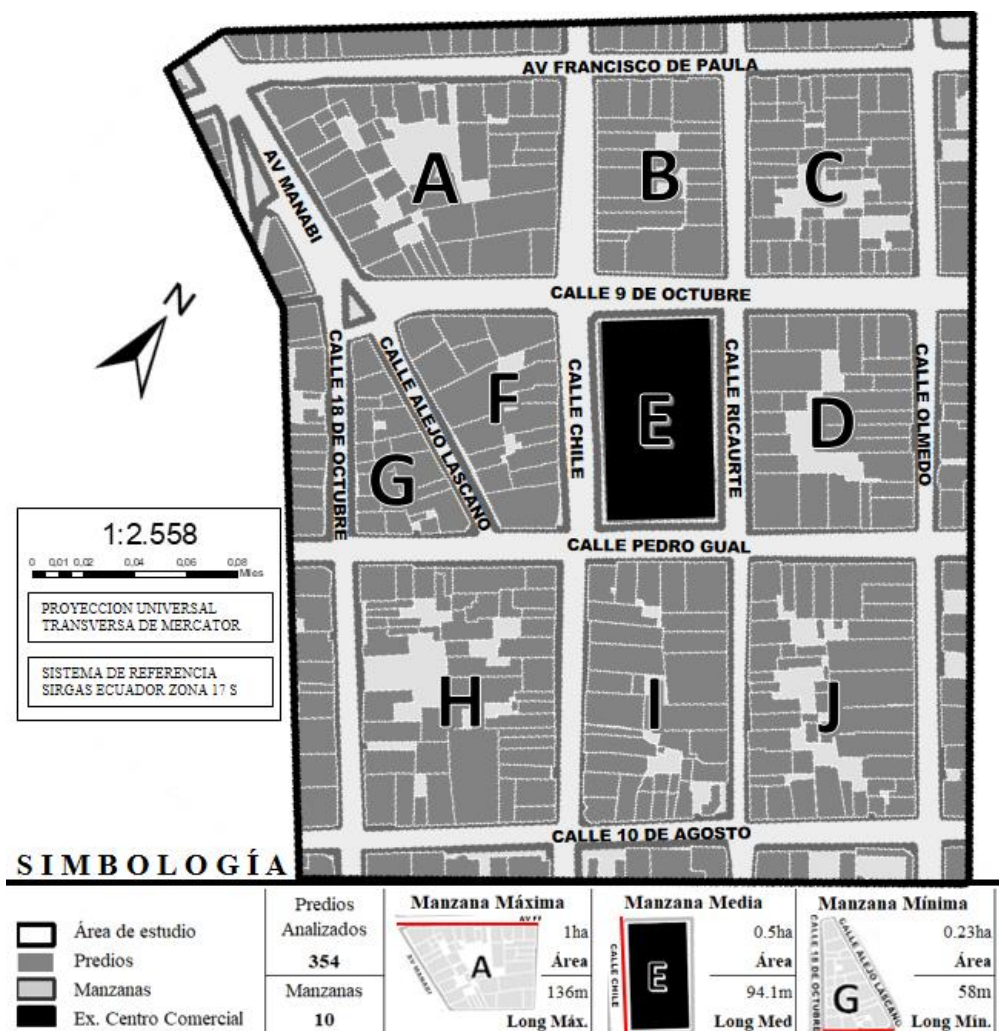 AV FRANCISCO DE PAULA
AV MANABI
A
B
C
N
CALLE 9 DE OCTUBRE
CALLE 18 DE OCTUBRE
CALLE ALEJO LASCANO
CALLE CHILE
CALLE RICAURTE
CALLE OLMEDO
F
E
D
G
CALLE PEDRO GUAL
1:2.558
0 0,01 0,02 0,04 0,06 0,08
Miles
PROYECCION UNIVERSAL
TRANSVERSA DE MERCATOR
SISTEMA DE REFERENCIA
SIRGAS ECUADOR ZONA 17 S
H
I
J
CALLE 10 DE AGOSTO
SIMBOLOGÍA
Área de estudio
Predios
Manzanas
Ex. Centro Comercial
Predios
Analizados
354
Manzanas
10
Manzana Máxima
AV FF
AV MANABI
A
1ha
Área
136m
Long Máx.
Manzana Media
CALLE CHILE
E
0.5ha
Área
94.1m
Long Med
Manzana Mínima
CALLE 18 DE OCTUBRE
CALLE ALEJO LASCANO
G
0.23ha
Área
58m
Long Mín.